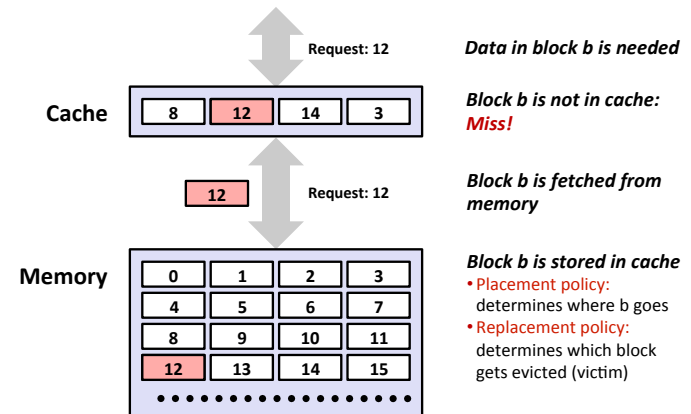 Request: 12
Data in block b is needed
Cache
8 12 14 3
Block b is not in cache:
Miss!
12
Request: 12
Block b is fetched from
memory
Memory
0 1 2 3
4 5 6 7
8 9 10 11
12 13 14 15
Block b is stored in cache
• Placement policy:
determines where b goes
• Replacement policy:
determines which block
gets evicted (victim)